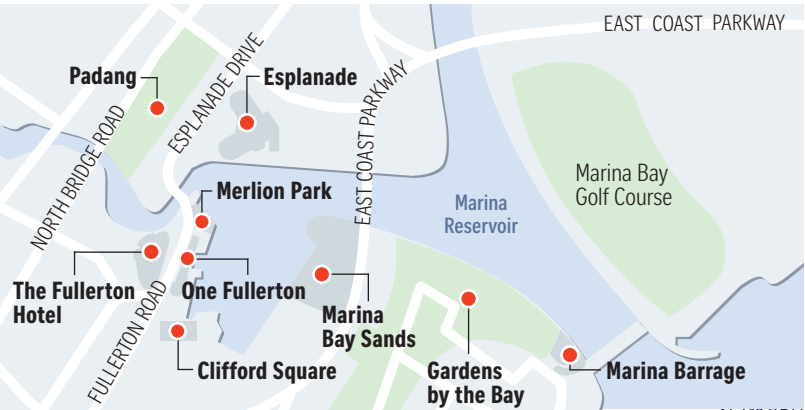 EAST COAST PARKWAY
Padang
Esplanade
ESPLANADE DRIVE
NORTH BRIDGE ROAD
EAST COAST PARKWAY
Marina Bay
Golf Course
Merlion Park
Marina
Reservoir
The Fullerton
Hotel
One Fullerton
Marina
Bay Sands
FULLERTON ROAD
Clifford Square
Gardens
by the Bay
Marina Barrage